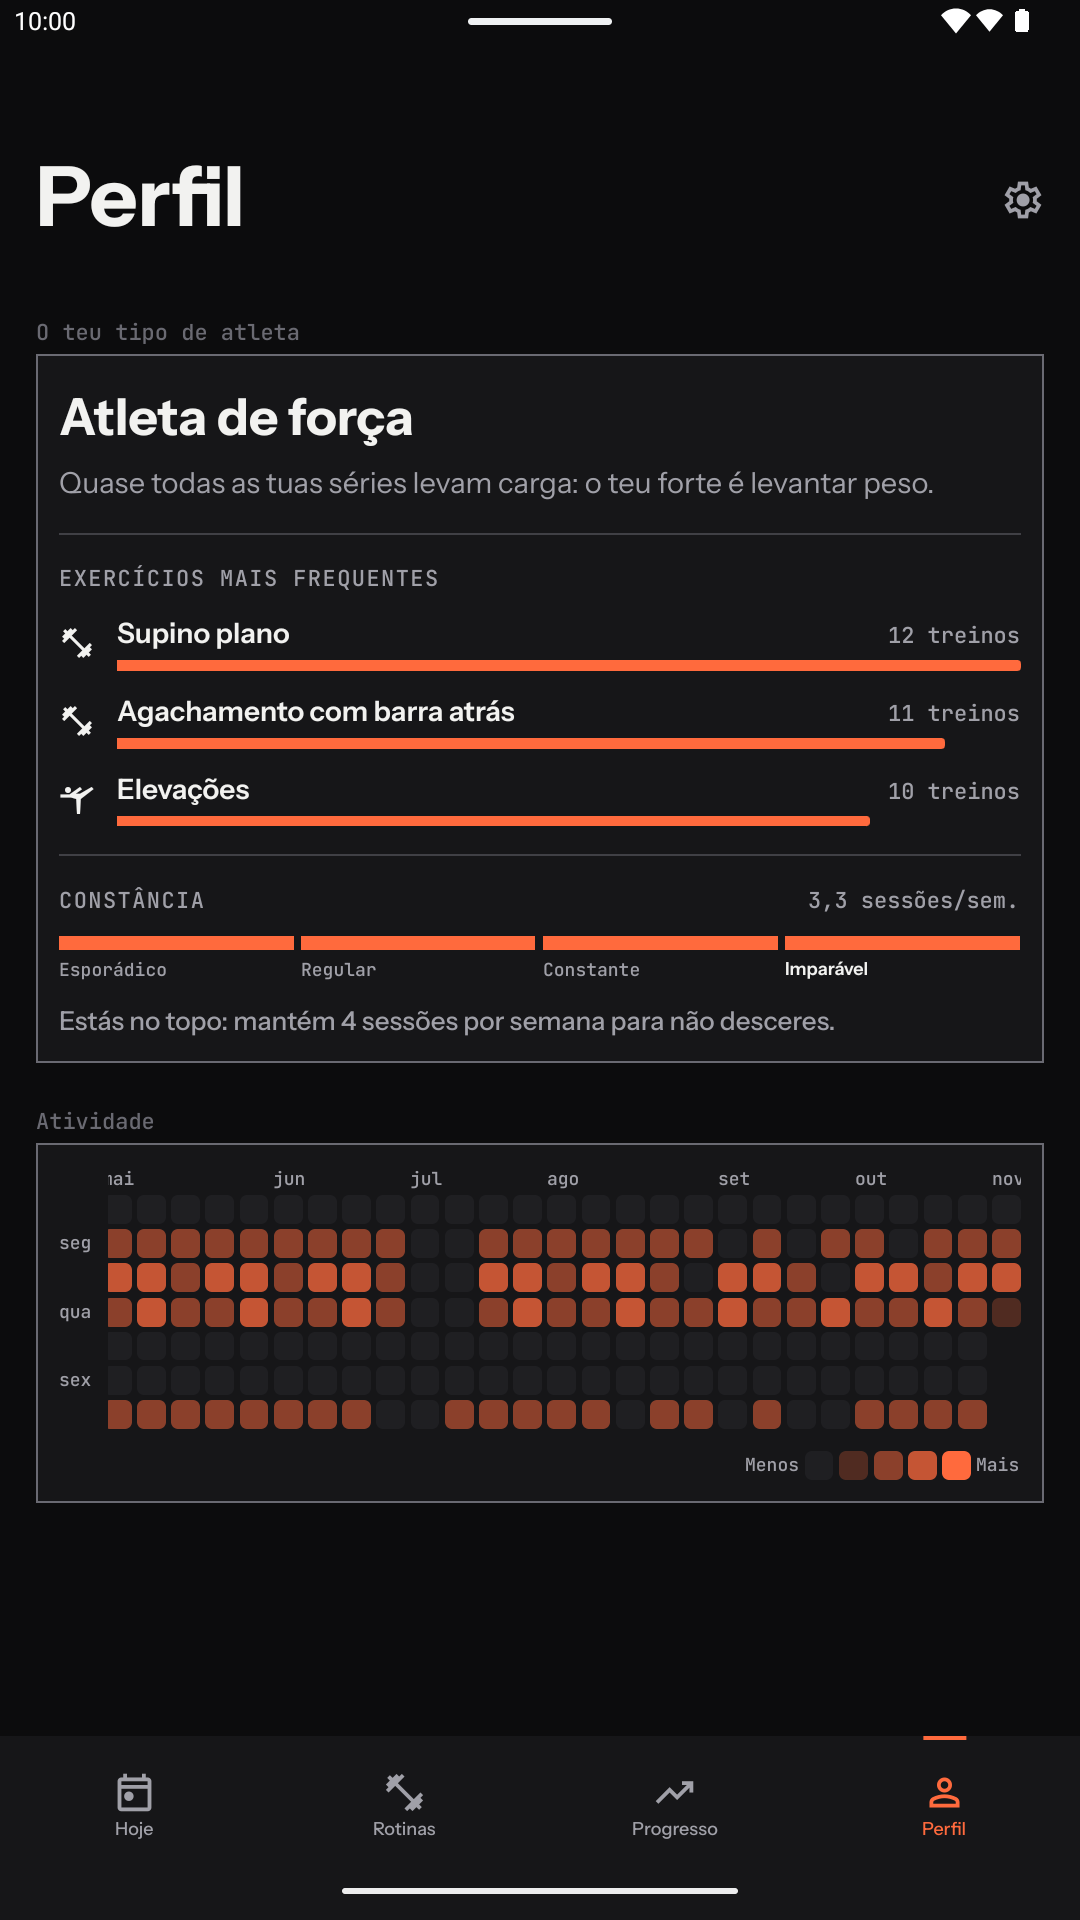 10:00
Perfil
O teu tipo de atleta
Atleta de força
Quase todas as tuas séries levam carga: o teu forte é levantar peso.
EXERCÍCIOS MAIS FREQUENTES
Supino plano
12 treinos
Agachamento com barra atrás
11 treinos
Elevações
10 treinos
CONSTÂNCIA
3,3 sessões/sem.
Esporádico
Regular
Constante
Imparável
Estás no topo: mantém 4 sessões por semana para não desceres.
Atividade
mai jun jul ago set out nov
seg
qua
sex
Menos
Mais
Hoje
Rotinas
Progresso
Perfil